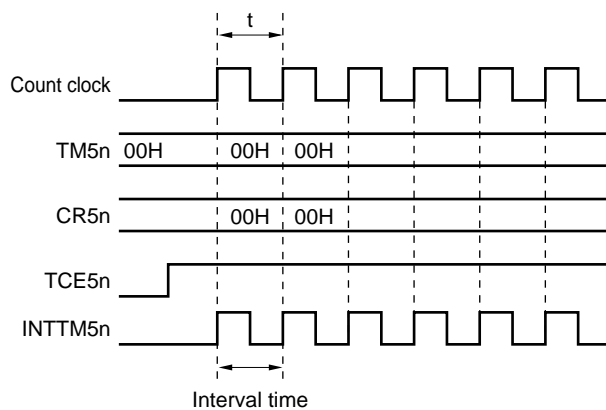 t
Count clock
TM5n 00H 00H 00H
CR5n 00H 00H
TCE5n
INTTM5n
Interval time